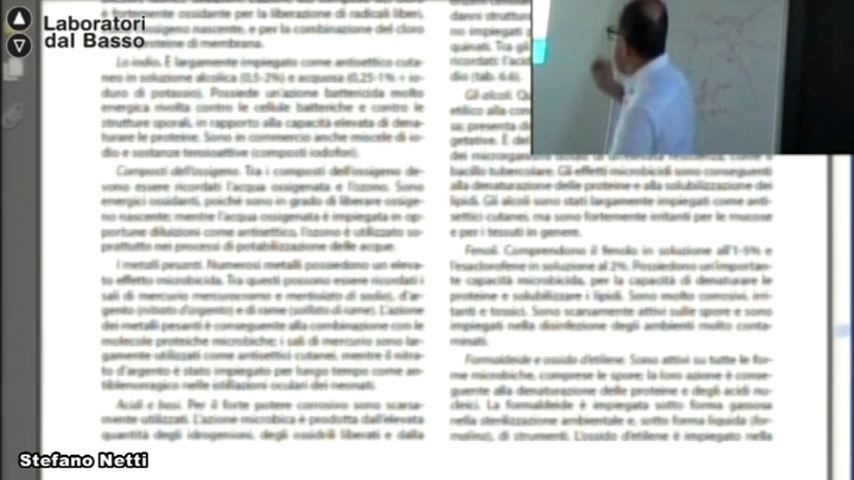 Laboratori
dal Basso
è fortemente ossidante per la liberazione di radicali liberi,
ossigeno nascente, e per la combinazione del cloro
proteine di membrana.
Lo iodio. È largamente impiegato come antisettico cuta-
neo in soluzione alcolica (0,5-2%) e acquosa (0,25-1% + io-
duro di potassio). Possiede un'azione battericida molto
energica rivolta contro le cellule batteriche e contro le
strutture sporali, in rapporto alla capacità elevata di dena-
turare le proteine. Sono in commercio anche miscele di io-
dio e sostanze tensioattive (composti iodofori).
Composti dell'ossigeno. Tra i composti dell'ossigeno de-
vono essere ricordati l'acqua ossigenata e l'ozono. Sono
energici ossidanti, poiché sono in grado di liberare ossige-
no nascente; mentre l'acqua ossigenata è impiegata in op-
portune diluizioni come antisettico, l'ozono è utilizzato so-
prattutto nei processi di potabilizzazione delle acque.
I metalli pesanti. Numerosi metalli possiedono un eleva-
to effetto microbicida. Tra questi possono essere ricordati i
sali di mercurio mercurocromo e mertiolato di sodio), d'ar-
gento (nitrato d'argento) e di rame (solfato di rame). L'azione
dei metalli pesanti è conseguente alla combinazione con le
molecole proteiche microbiche; i sali di mercurio sono lar-
gamente utilizzati come antisettici cutanei, mentre il nitra-
to d'argento è stato impiegato per lungo tempo come an-
tiblenorragico nelle istillazioni oculari dei neonati.
Acidi e basi. Per il forte potere corrosivo sono scarsa-
mente utilizzati. L'azione microbica è prodotta dall'elevata
quantità degli idrogenioni, degli ossidrili liberati e dalla
danni struttu
no impiegati
quinati. Tra gli
ricordati: l'acid
dio (tab. 6.6).
Gli alcoli. Qu
etilico alla con
sa; presenta di
getative. È de
dei microrganismi dotati di un'elevata resistenza, come il
bacillo tubercolare. Gli effetti microbicidi sono conseguenti
alla denaturazione delle proteine e alla solubilizzazione dei
lipidi. Gli alcoli sono stati largamente impiegati come anti-
settici cutanei, ma sono fortemente irritanti per le mucose
e per i tessuti in genere.
Fenoli. Comprendono il fenolo in soluzione all'1-5% e
l'esaclorofene in soluzione al 2%. Possiedono un'importan-
te capacità microbicida, per la capacità di denaturare le
proteine e solubilizzare i lipidi. Sono molto corrosivi, irri-
tanti e tossici. Sono scarsamente attivi sulle spore e sono
impiegati nella disinfezione degli ambienti molto conta-
minati.
Formaldeide e ossido d'etilene. Sono attivi su tutte le for-
me microbiche, comprese le spore; la loro azione è conse-
guente alla denaturazione delle proteine e degli acidi nu-
cleici. La formaldeide è impiegata sotto forma gassosa
nella sterilizzazione ambientale e, sotto forma liquida (for-
malina), di strumenti. L'ossido d'etilene è impiegato nella
Stefano Netti